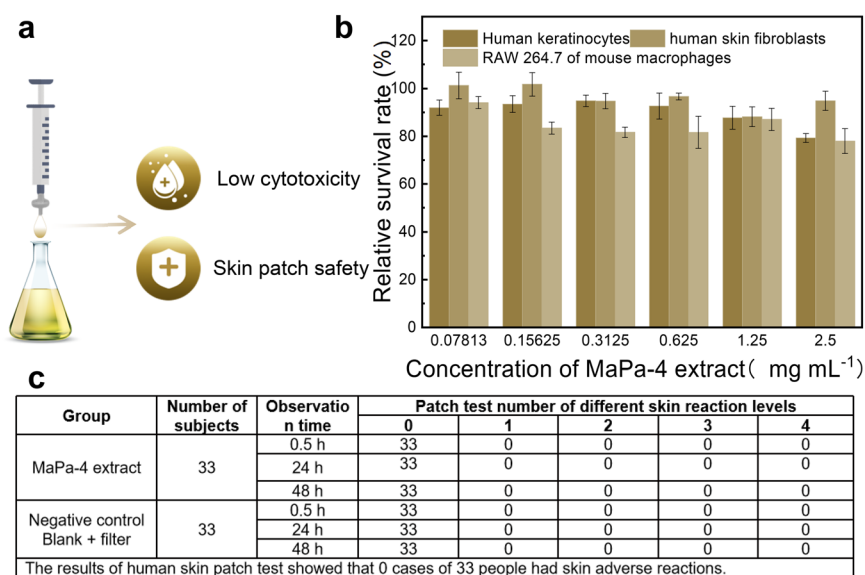 a
Low cytotoxicity
Skin patch safety
b
Relative survival rate (%)
120
100
80
60
40
20
0
Human keratinocytes
human skin fibroblasts
RAW 264.7 of mouse macrophages
0.07813 0.15625 0.3125 0.625 1.25 2.5
Concentration of MaPa-4 extract( mg mL⁻¹)
c
Group Number of subjects Observatio n time Patch test number of different skin reaction levels
0 1 2 3 4
MaPa-4 extract 33
0.5 h 33 0 0 0 0
24 h 33 0 0 0 0
48 h 33 0 0 0 0
Negative control
Blank + filter 33
0.5 h 33 0 0 0 0
24 h 33 0 0 0 0
48 h 33 0 0 0 0
The results of human skin patch test showed that 0 cases of 33 people had skin adverse reactions.